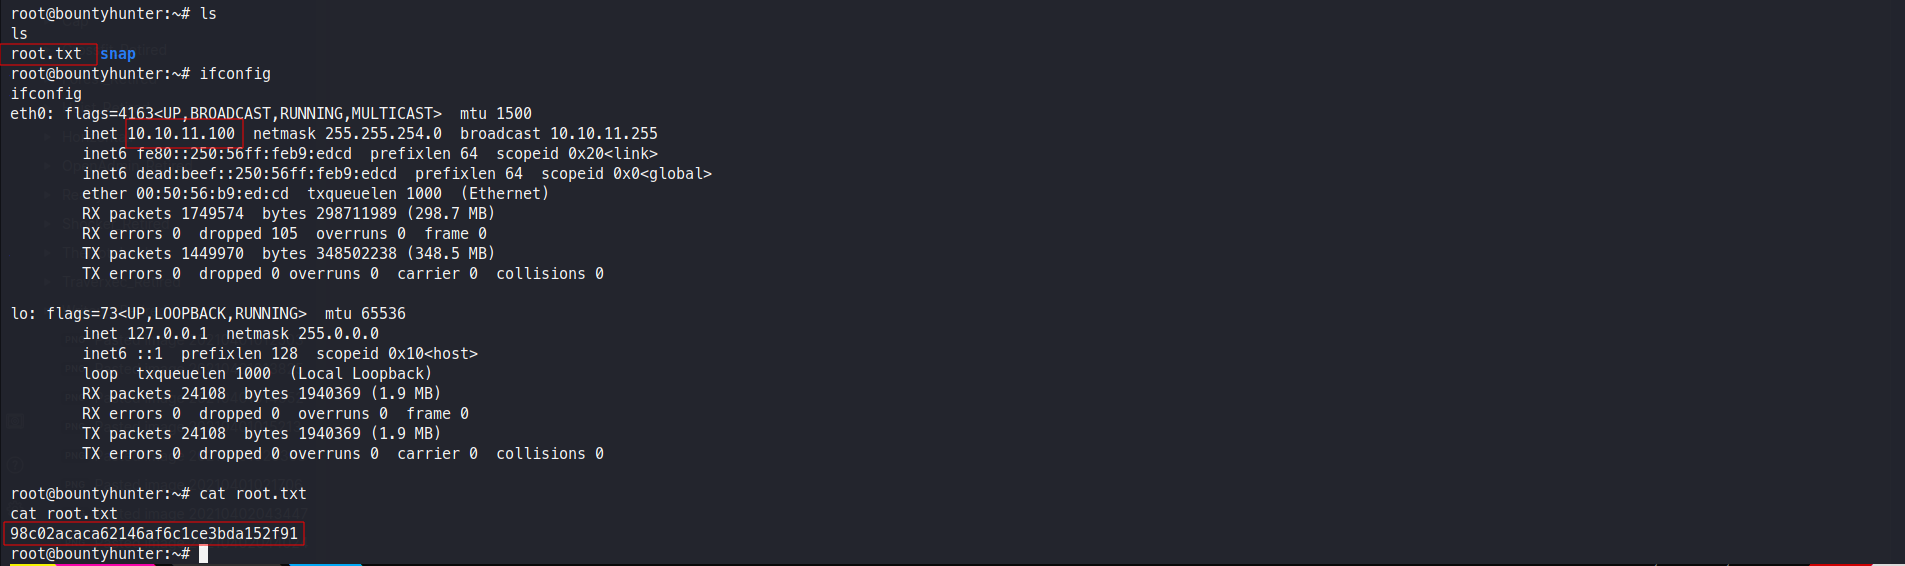 root@bountyhunter:~# ls
ls
root.txt  snap
root@bountyhunter:~# ifconfig
ifconfig
eth0: flags=4163<UP,BROADCAST,RUNNING,MULTICAST>  mtu 1500
        inet 10.10.11.100  netmask 255.255.254.0  broadcast 10.10.11.255
        inet6 fe80::250:56ff:feb9:edcd  prefixlen 64  scopeid 0x20<link>
        inet6 dead:beef::250:56ff:feb9:edcd  prefixlen 64  scopeid 0x0<global>
        ether 00:50:56:b9:ed:cd  txqueuelen 1000  (Ethernet)
        RX packets 1749574  bytes 298711989 (298.7 MB)
        RX errors 0  dropped 105  overruns 0  frame 0
        TX packets 1449970  bytes 348502238 (348.5 MB)
        TX errors 0  dropped 0 overruns 0  carrier 0  collisions 0

lo: flags=73<UP,LOOPBACK,RUNNING>  mtu 65536
        inet 127.0.0.1  netmask 255.0.0.0
        inet6 ::1  prefixlen 128  scopeid 0x10<host>
        loop  txqueuelen 1000  (Local Loopback)
        RX packets 24108  bytes 1940369 (1.9 MB)
        RX errors 0  dropped 0  overruns 0  frame 0
        TX packets 24108  bytes 1940369 (1.9 MB)
        TX errors 0  dropped 0 overruns 0  carrier 0  collisions 0

root@bountyhunter:~# cat root.txt
cat root.txt
98c02acaca62146af6c1ce3bda152f91
root@bountyhunter:~#